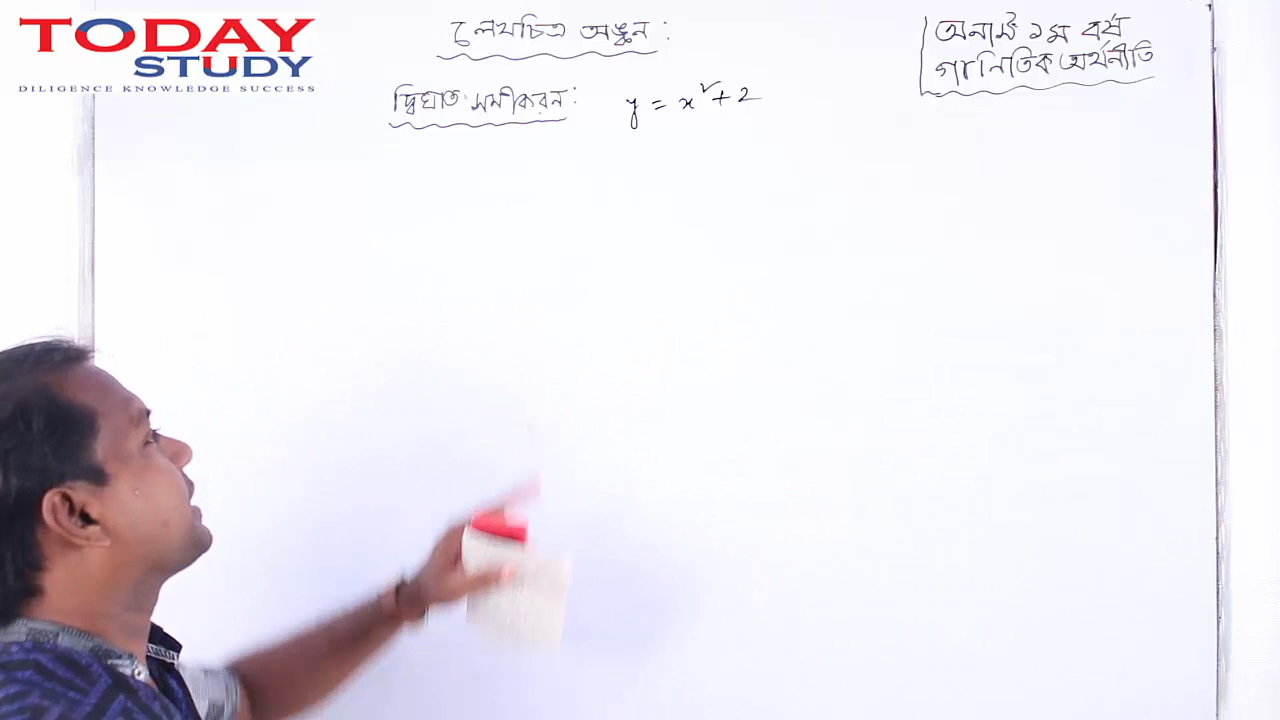 TODAY
STUDY
DILIGENCE KNOWLEDGE SUCCESS
লেখচিত্র অঙ্কন :
দ্বিঘাত সমীকরন : y = x² + 2
অনার্স ১ম বর্ষ
গানিতিক অর্থনীতি